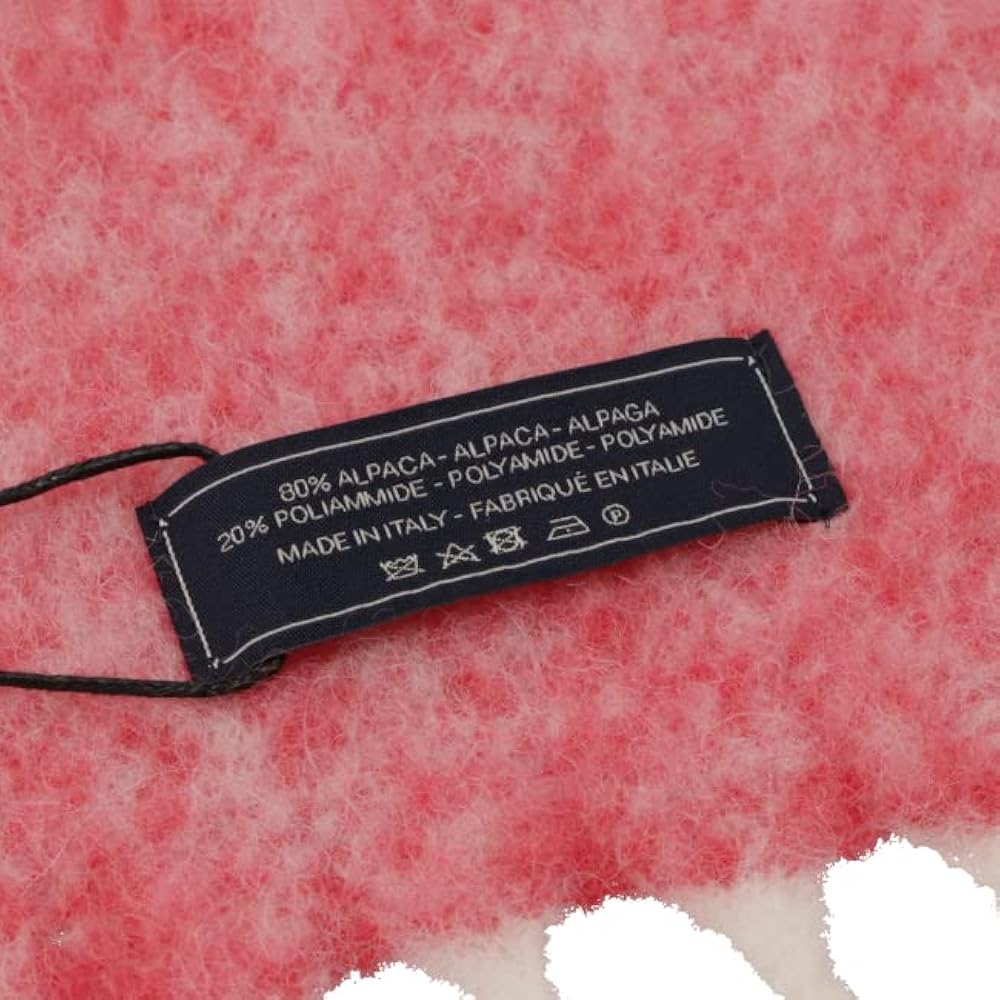 80% ALPACA - ALPACA - ALPAGA
20% POLIAMMIDE - POLYAMIDE - POLYAMIDE
MADE IN ITALY - FABRIQUÉ EN ITALIE
P